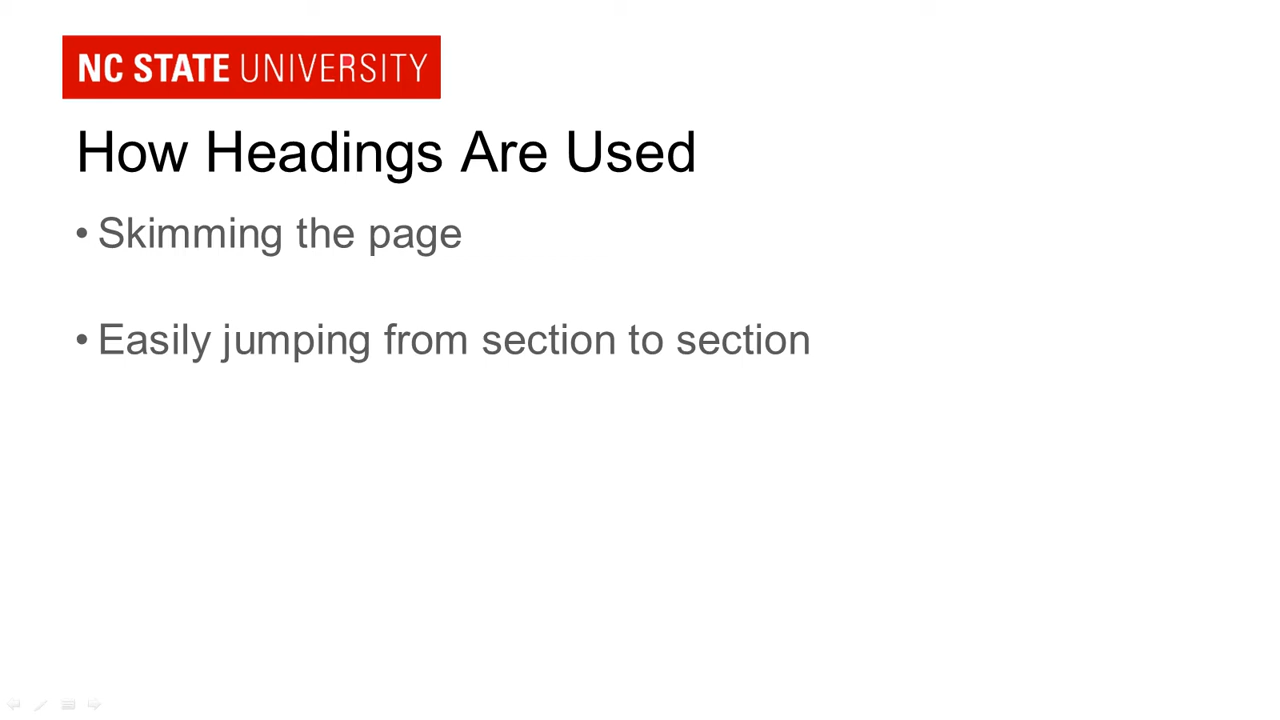 NC STATE UNIVERSITY
How Headings Are Used
• Skimming the page
• Easily jumping from section to section